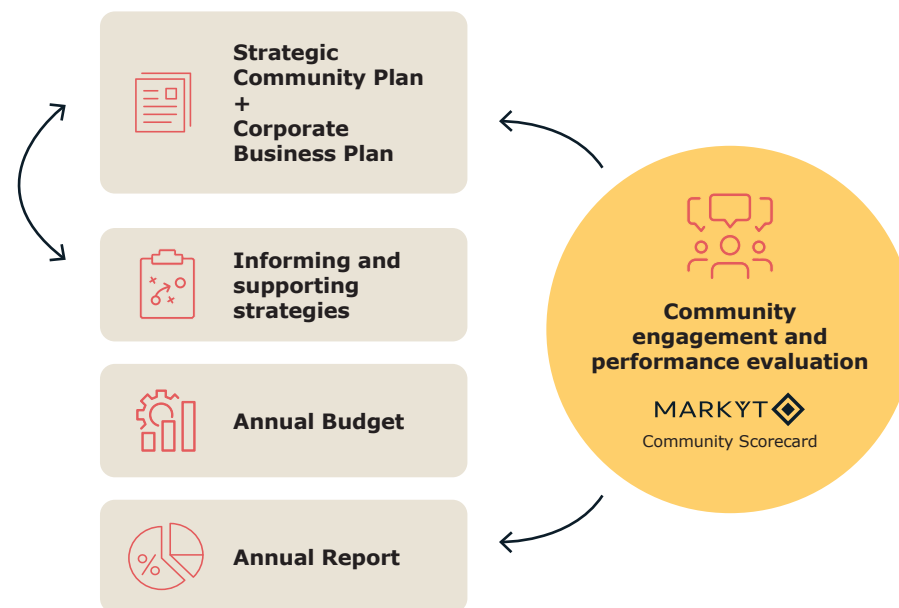 Strategic
Community Plan
+
Corporate
Business Plan
Informing and
supporting
strategies
Annual Budget
%
Annual Report
Community
engagement and
performance evaluation
MARKYT
Community Scorecard